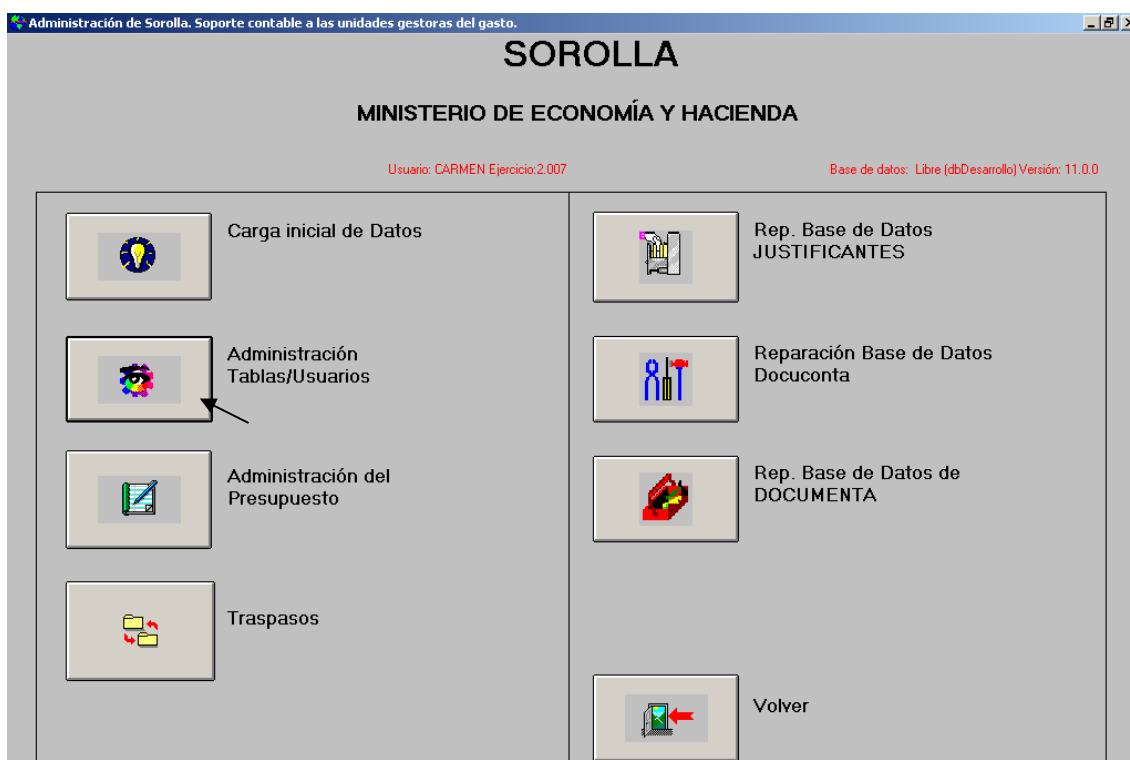 Administración de Sorolla. Soporte contable a las unidades gestoras del gasto.
SOROLLA
MINISTERIO DE ECONOMÍA Y HACIENDA
Usuario: CARMEN Ejercicio:2.007
Base de datos: Libre (dbDesarrollo) Versión: 11.0.0
Carga inicial de Datos
Administración
Tablas/Usuarios
Administración del
Presupuesto
Traspasos
Rep. Base de Datos
JUSTIFICANTES
Reparación Base de Datos
Docuconta
Rep. Base de Datos de
DOCUMENTA
Volver